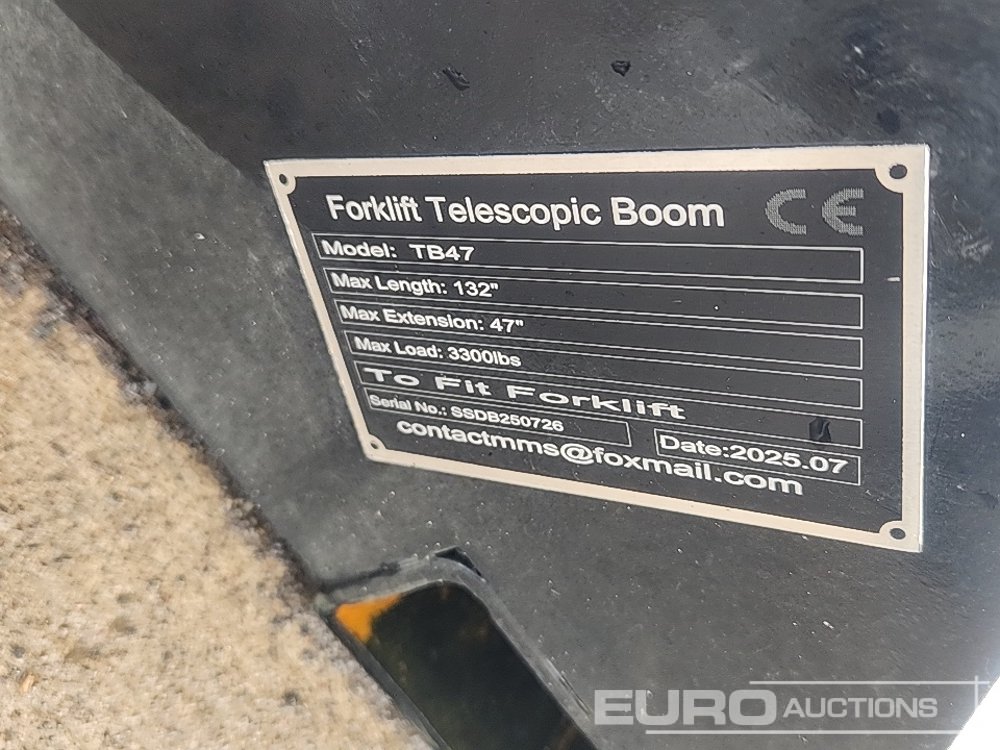 Forklift Telescopic Boom CE
Model: TB47
Max Length: 132"
Max Extension: 47"
Max Load: 3300lbs
To Fit Forklift
Serial No.: SSDB250726
Date:2025.07
contactmms@foxmail.com
EURO AUCTIONS